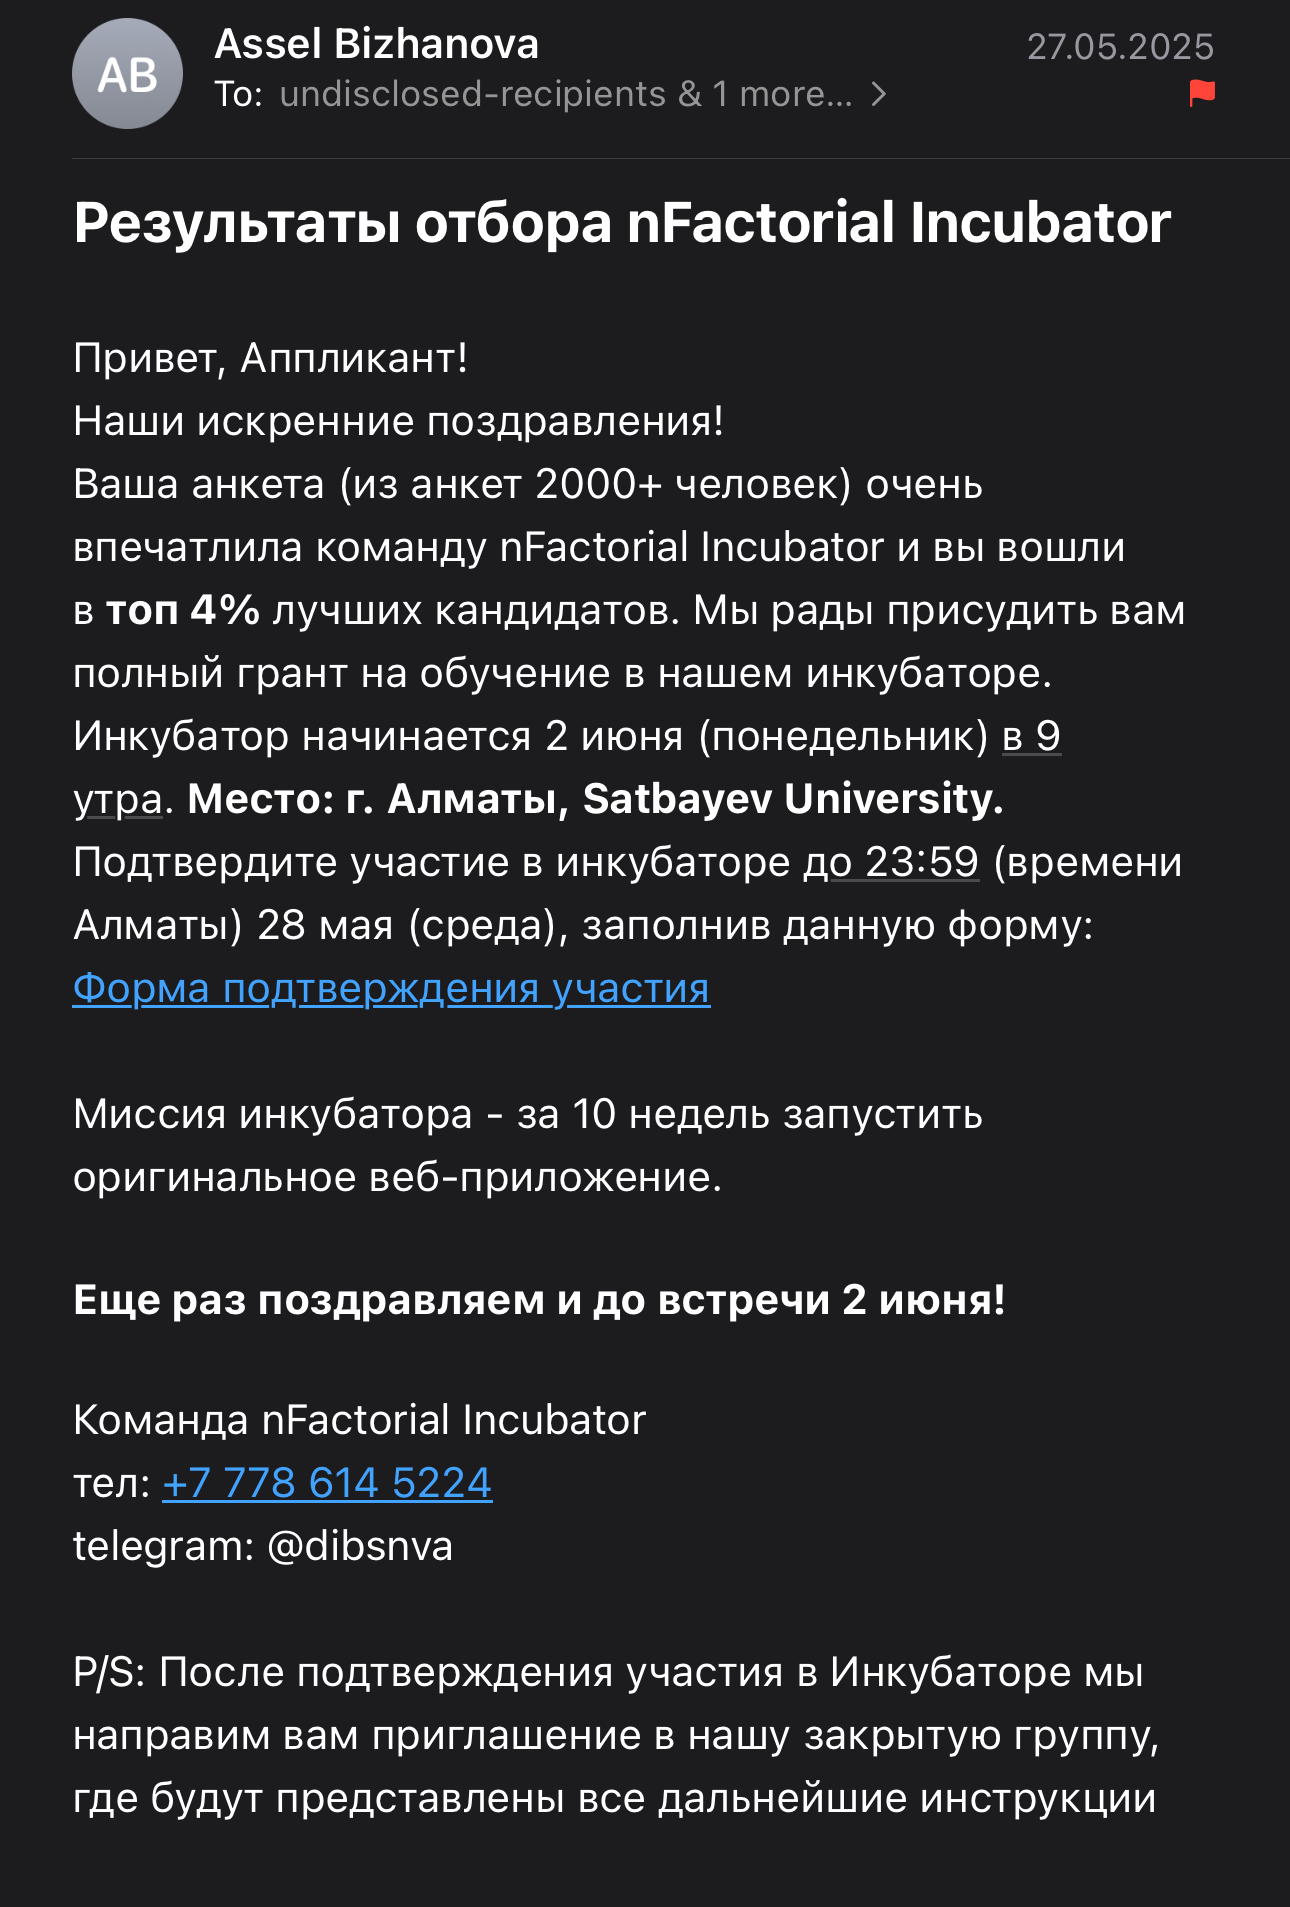 AB
Assel Bizhanova
27.05.2025
To: undisclosed-recipients & 1 more...
Результаты отбора nFactorial Incubator
Привет, Аппликант!
Наши искренние поздравления!
Ваша анкета (из анкет 2000+ человек) очень
впечатлила команду nFactorial Incubator и вы вошли
в топ 4% лучших кандидатов. Мы рады присудить вам
полный грант на обучение в нашем инкубаторе.
Инкубатор начинается 2 июня (понедельник) в 9
утра. Место: г. Алматы, Satbayev University.
Подтвердите участие в инкубаторе до 23:59 (времени
Алматы) 28 мая (среда), заполнив данную форму:
Форма подтверждения участия
Миссия инкубатора - за 10 недель запустить
оригинальное веб-приложение.
Еще раз поздравляем и до встречи 2 июня!
Команда nFactorial Incubator
тел: +7 778 614 5224
telegram: @dibsnva
P/S: После подтверждения участия в Инкубаторе мы
направим вам приглашение в нашу закрытую группу,
где будут представлены все дальнейшие инструкции